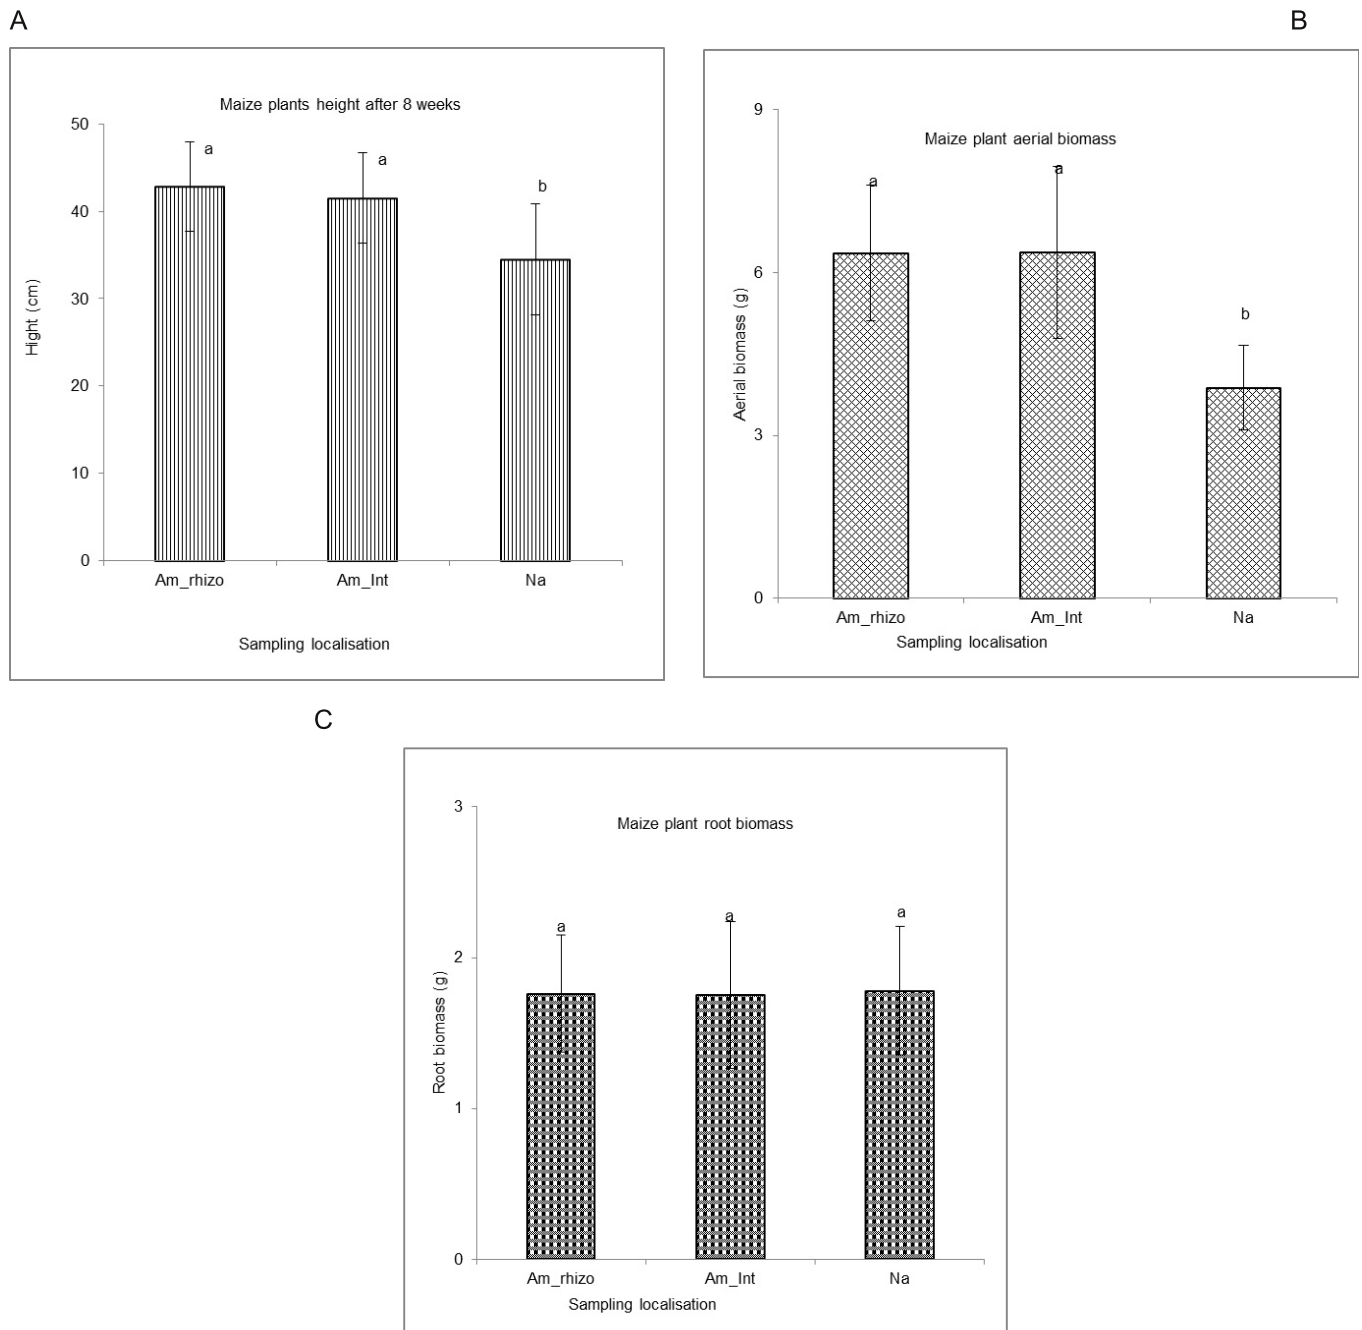 A
B
Maize plants height after 8 weeks
50
40
30
20
10
0
a
a
b
Hight (cm)
Am_rhizo
Am_Int
Na
Sampling localisation
Maize plant aerial biomass
9
6
3
0
a
a
b
Aerial biomass (g)
Am_rhizo
Am_Int
Na
Sampling localisation
C
Maize plant root biomass
3
2
1
0
a
a
a
Root biomass (g)
Am_rhizo
Am_Int
Na
Sampling localisation